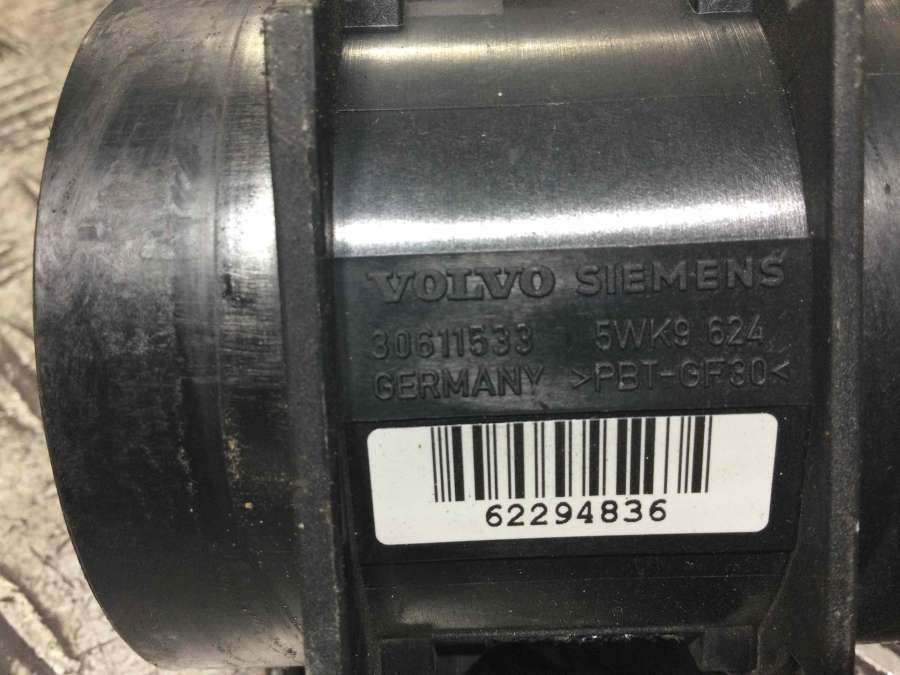 VOLVO SIEMENS
30611533 5WK9 624
GERMANY >PBT-GF30<
62294836